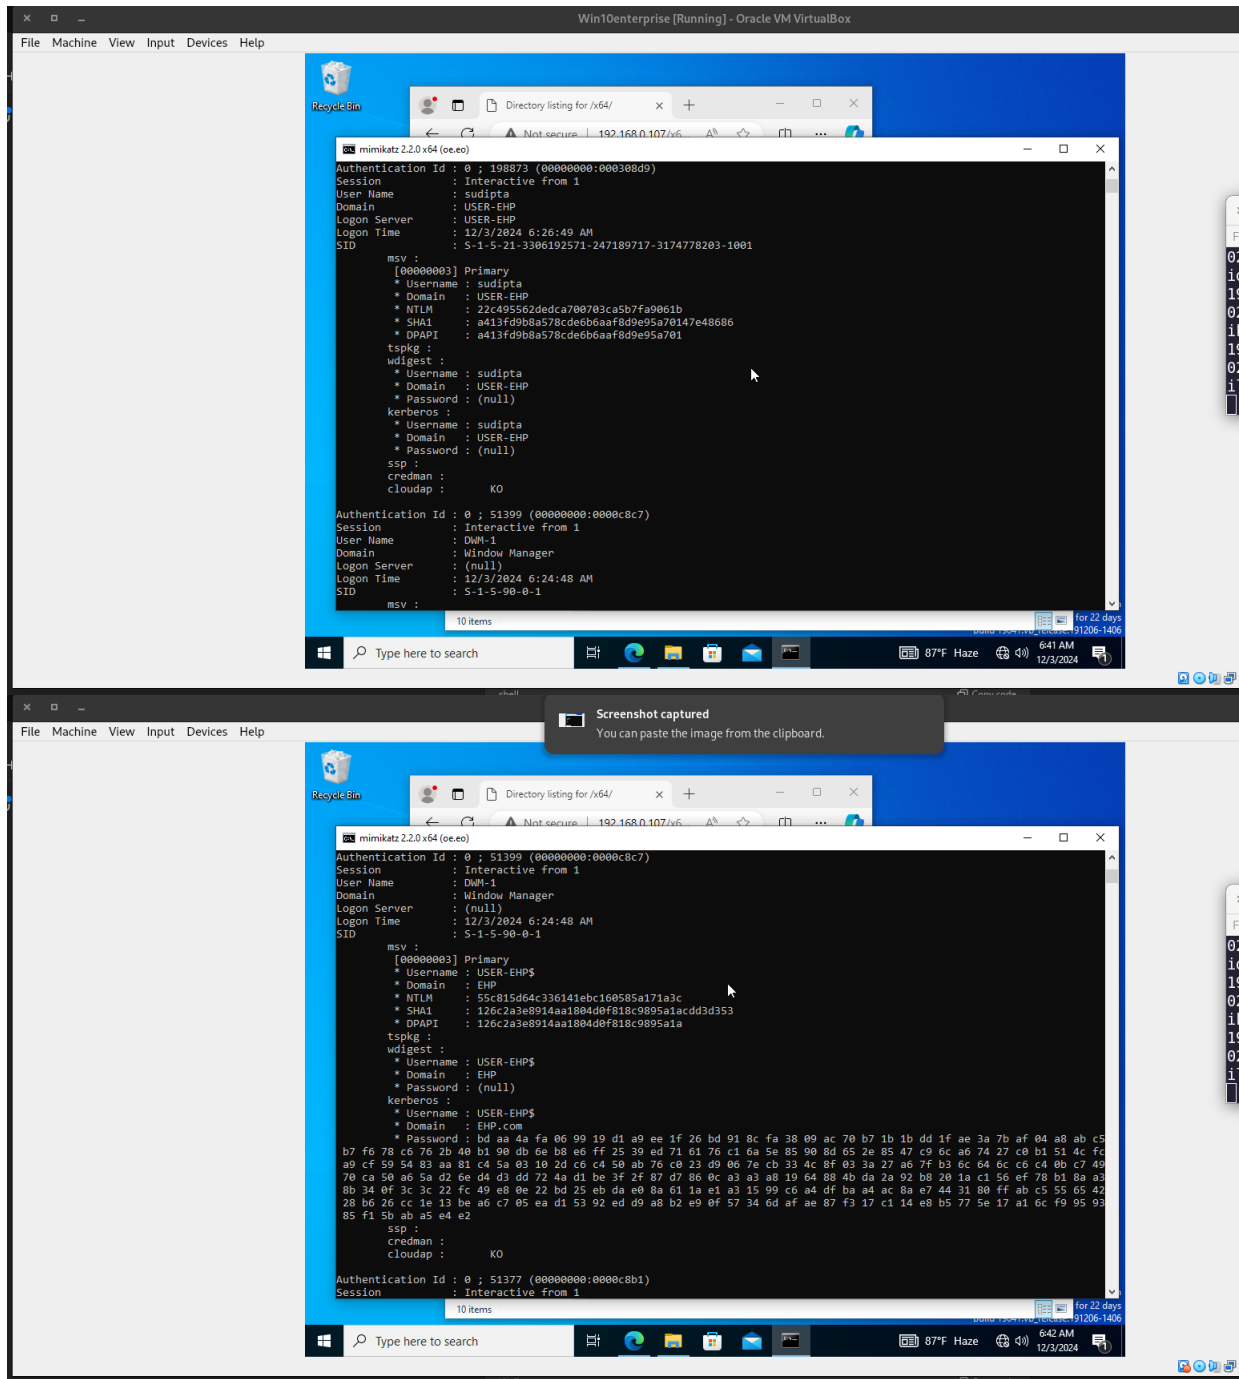 Win10enterprise [Running] - Oracle VM VirtualBox
File Machine View Input Devices Help
Recycle Bin
Directory listing for /x64/
Not secure 192.168.0.107/x6...
mimikatz 2.2.0 x64 (oe.eo)
Authentication Id : 0 ; 198873 (00000000:000308d9)
Session : Interactive from 1
User Name : sudipta
Domain : USER-EHP
Logon Server : USER-EHP
Logon Time : 12/3/2024 6:26:49 AM
SID : S-1-5-21-3306192571-247189717-3174778203-1001
msv :
[00000003] Primary
* Username : sudipta
* Domain : USER-EHP
* NTLM : 22c495562dedca700703ca5b7fa9061b
* SHA1 : a413fd9b8a578cde6b6aaf8d9e95a70147e48686
* DPAPI : a413fd9b8a578cde6b6aaf8d9e95a701
tspkg :
wdigest :
* Username : sudipta
* Domain : USER-EHP
* Password : (null)
kerberos :
* Username : sudipta
* Domain : USER-EHP
* Password : (null)
ssp :
credman :
cloudap : KO
Authentication Id : 0 ; 51399 (00000000:0000c8c7)
Session : Interactive from 1
User Name : DWM-1
Domain : Window Manager
Logon Server : (null)
Logon Time : 12/3/2024 6:24:48 AM
SID : S-1-5-90-0-1
msv :
10 items
for 22 days
191206-1406
Type here to search
87°F Haze
6:41 AM
12/3/2024
shell
Copy code
Screenshot captured
You can paste the image from the clipboard.
File Machine View Input Devices Help
Recycle Bin
Directory listing for /x64/
Not secure 192.168.0.107/x6...
mimikatz 2.2.0 x64 (oe.eo)
Authentication Id : 0 ; 51399 (00000000:0000c8c7)
Session : Interactive from 1
User Name : DWM-1
Domain : Window Manager
Logon Server : (null)
Logon Time : 12/3/2024 6:24:48 AM
SID : S-1-5-90-0-1
msv :
[00000003] Primary
* Username : USER-EHP$
* Domain : EHP
* NTLM : 55c815d64c336141ebc160585a171a3c
* SHA1 : 126c2a3e8914aa1804d0f818c9895a1acdd3d353
* DPAPI : 126c2a3e8914aa1804d0f818c9895a1a
tspkg :
wdigest :
* Username : USER-EHP$
* Domain : EHP
* Password : (null)
kerberos :
* Username : USER-EHP$
* Domain : EHP.com
* Password : bd aa 4a fa 06 99 19 d1 a9 ee 1f 26 bd 91 8c fa 38 09 ac 70 b7 1b 1b dd 1f ae 3a 7b af 04 a8 ab c5
b7 f6 78 c6 76 2b 40 b1 90 db 6e b8 e6 ff 25 39 ed 71 61 76 c1 6a 5e 85 90 8d 65 2e 85 47 c9 6c a6 74 27 c0 b1 51 4c fc
a9 cf 59 54 83 aa 81 c4 5a 03 10 2d c6 c4 50 ab 76 c0 23 d9 06 7e cb 33 4c 8f 03 3a 27 a6 7f b3 6c 64 6c c6 c4 0b c7 49
70 ca 50 a6 5a d2 6e d4 d3 dd 72 4a d1 be 3f 2f 87 d7 86 0c a3 a3 a8 19 64 88 4b da 2a 92 b8 20 1a c1 56 ef 78 b1 8a a3
8b 34 0f 3c 3c 22 fc 49 e8 0e 22 bd 25 eb da e0 8a 61 1a e1 a3 15 99 c6 a4 df ba a4 ac 8a e7 44 31 80 ff ab c5 55 65 42
28 b6 26 cc 1e 13 be a6 c7 05 ea d1 53 92 ed d9 a8 b2 e9 0f 57 34 6d af ae 87 f3 17 c1 14 e8 b5 77 5e 17 a1 6c f9 95 93
85 f1 5b ab a5 e4 e2
ssp :
credman :
cloudap : KO
Authentication Id : 0 ; 51377 (00000000:0000c8b1)
Session : Interactive from 1
10 items
for 22 days
191206-1406
Type here to search
87°F Haze
6:42 AM
12/3/2024